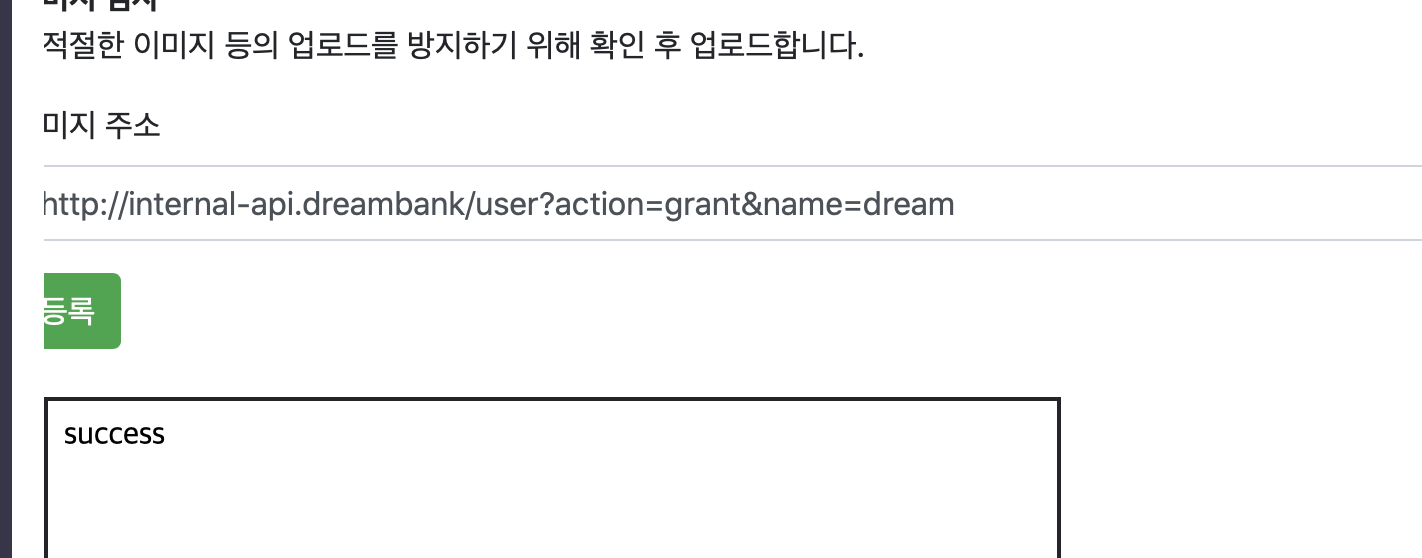 적절한 이미지 등의 업로드를 방지하기 위해 확인 후 업로드합니다.
미지 주소
http://internal-api.dreambank/user?action=grant&name=dream
등록
success